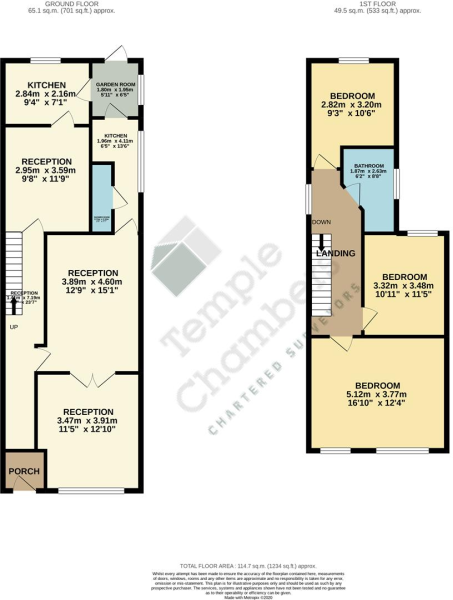 GROUND FLOOR
65.1 sq.m. (701 sq.ft.) approx.
1ST FLOOR
49.5 sq.m. (533 sq.ft.) approx.
KITCHEN
2.84m x 2.16m
9'4" x 7'1"
GARDEN ROOM
1.80m x 1.95m
5'11" x 6'5"
KITCHEN
1.96m x 4.11m
6'5" x 13'6"
RECEPTION
2.95m x 3.59m
9'8" x 11'9"
RECEPTION
x 7.19m
x 23'7"
UP
RECEPTION
3.89m x 4.60m
12'9" x 15'1"
RECEPTION
3.47m x 3.91m
11'5" x 12'10"
PORCH
BEDROOM
2.82m x 3.20m
9'3" x 10'6"
BATHROOM
1.87m x 2.63m
6'2" x 8'8"
DOWN
LANDING
BEDROOM
3.32m x 3.48m
10'11" x 11'5"
BEDROOM
5.12m x 3.77m
16'10" x 12'4"
Temple
Chambers
CHARTERED SURVEYORS
TOTAL FLOOR AREA : 114.7 sq.m. (1234 sq.ft.) approx.
Whilst every attempt has been made to ensure the accuracy of the floorplan contained here, measurements
of doors, windows, rooms and any other items are approximate and no responsibility is taken for any error,
omission or mis-statement. This plan is for illustrative purposes only and should be used as such by any
prospective purchaser. The services, systems and appliances shown have not been tested and no guarantee
as to their operability or efficiency can be given.
Made with Metropix ©2020